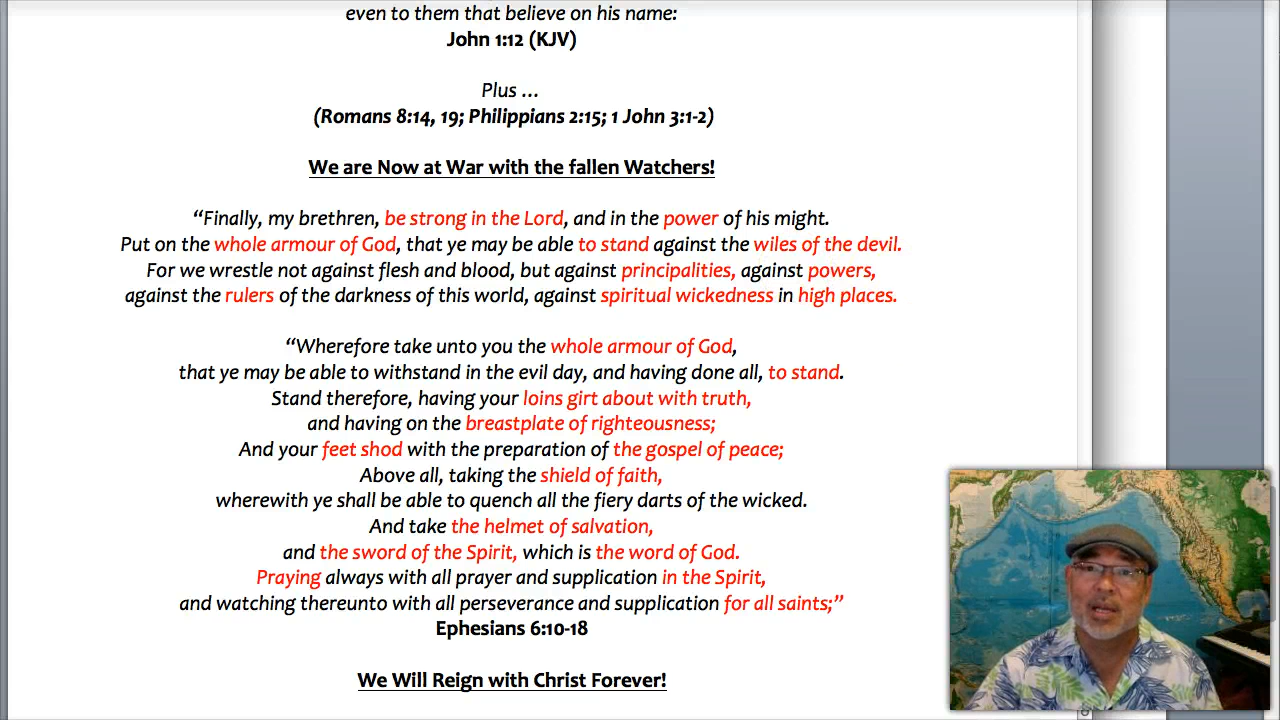 even to them that believe on his name:
John 1:12 (KJV)
Plus …
(Romans 8:14, 19; Philippians 2:15; 1 John 3:1-2)
We are Now at War with the fallen Watchers!
“Finally, my brethren, be strong in the Lord, and in the power of his might.
Put on the whole armour of God, that ye may be able to stand against the wiles of the devil.
For we wrestle not against flesh and blood, but against principalities, against powers,
against the rulers of the darkness of this world, against spiritual wickedness in high places.
“Wherefore take unto you the whole armour of God,
that ye may be able to withstand in the evil day, and having done all, to stand.
Stand therefore, having your loins girt about with truth,
and having on the breastplate of righteousness;
And your feet shod with the preparation of the gospel of peace;
Above all, taking the shield of faith,
wherewith ye shall be able to quench all the fiery darts of the wicked.
And take the helmet of salvation,
and the sword of the Spirit, which is the word of God.
Praying always with all prayer and supplication in the Spirit,
and watching thereunto with all perseverance and supplication for all saints;”
Ephesians 6:10-18
We Will Reign with Christ Forever!